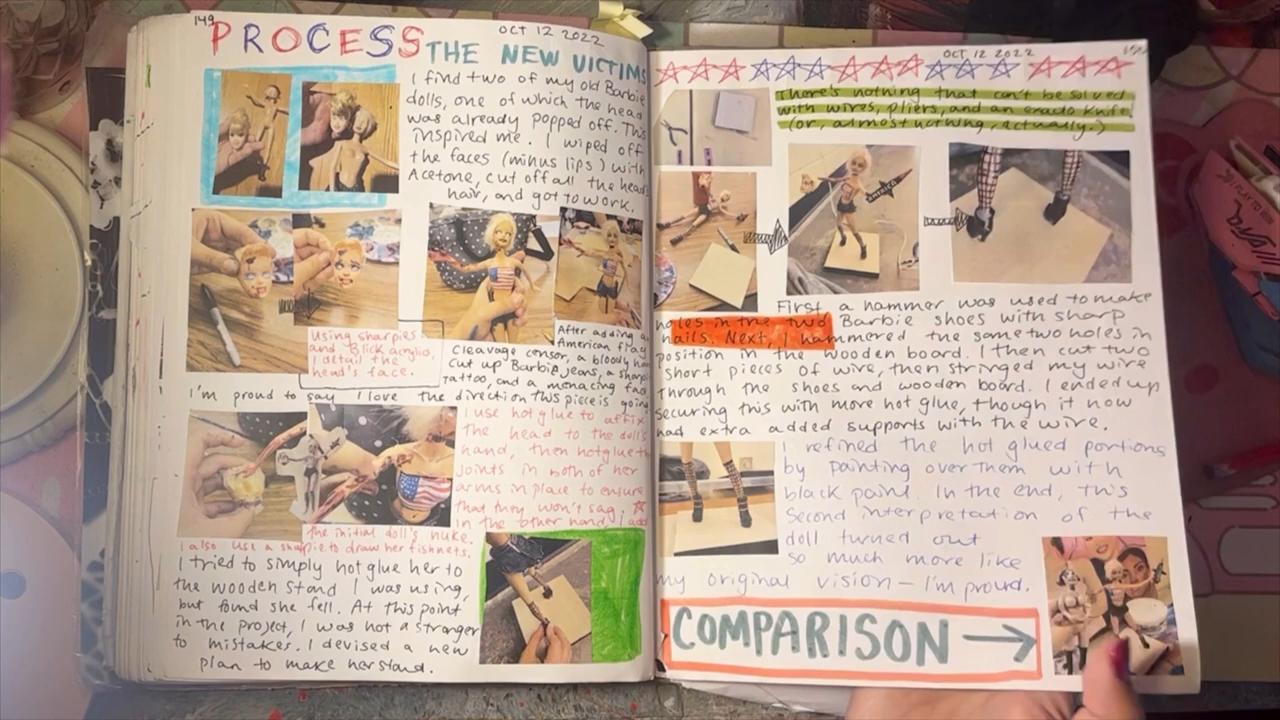 149
OCT 12 2022
PROCESS
THE NEW VICTIMS
I find two of my old Barbie
dolls, one of which the head
was already popped off. This
inspired me. I wiped off
the faces (minus lips) with
Acetone, cut off all the head
hair, and got to work.
Using sharpies
and Blick acrylic,
I detail the
head's face.
After adding a
American flag
Cleavage censor, a bloody
cut up Barbie jeans, a sharpie
tattoo, and a menacing face
I'm proud to say I love the direction this piece is going
I use hot glue to affix
the head to the doll's
hand, then hot glue the
joints in both of her
arms in place to ensure
that they won't sag.
in the other hand, add
the initial doll's nuke.
I also use a sharpie to draw her fishnets.
I tried to simply hot glue her to
the wooden stand I was using,
but found she fell. At this point
in the project, I was not a stranger
to mistakes. I devised a new
plan to make her stand.
OCT 12 2022
150
There's nothing that can't be solved
with wires, pliers, and an exacto knife.
(or, almost nothing, actually.)
AMERICA
First a hammer was used to make
holes in the two Barbie shoes with sharp
nails. Next, I hammered the same two holes in
position in the wooden board. I then cut two
short pieces of wire, then stringed my wire
through the shoes and wooden board. I ended up
securing this with more hot glue, though it now
had extra added supports with the wire.
I refined the hot glued portions
by painting over them with
black paint. In the end, this
second interpretation of the
doll turned out
so much more like
my original vision - I'm proud.
COMPARISON →